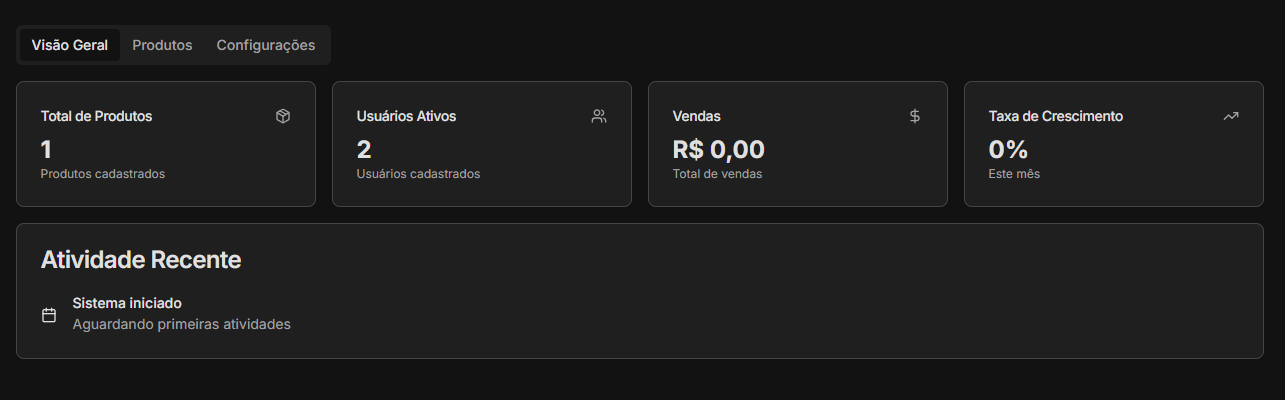 Visão Geral Produtos Configurações
Total de Produtos
1
Produtos cadastrados
Usuários Ativos
2
Usuários cadastrados
Vendas
R$ 0,00
Total de vendas
Taxa de Crescimento
0%
Este mês
Atividade Recente
Sistema iniciado
Aguardando primeiras atividades